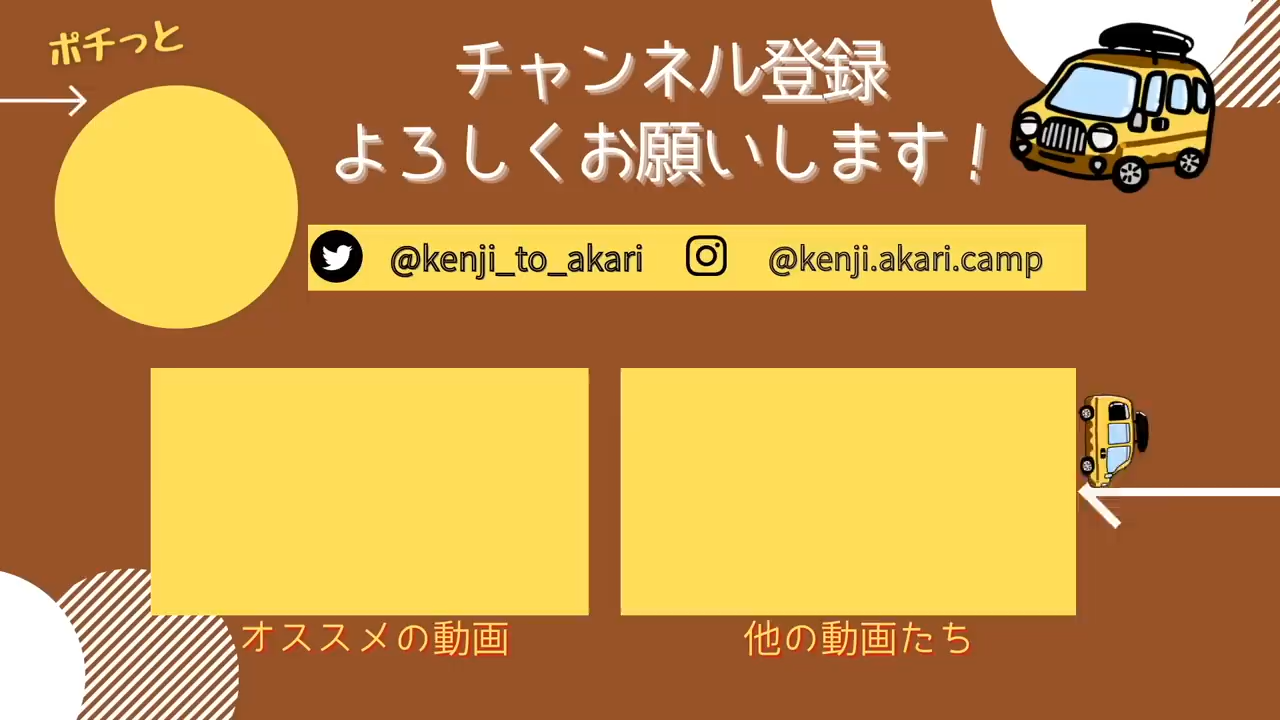 ポチっと
チャンネル登録
よろしくお願いします！
@kenji_to_akari @kenji.akari.camp
オススメの動画 他の動画たち